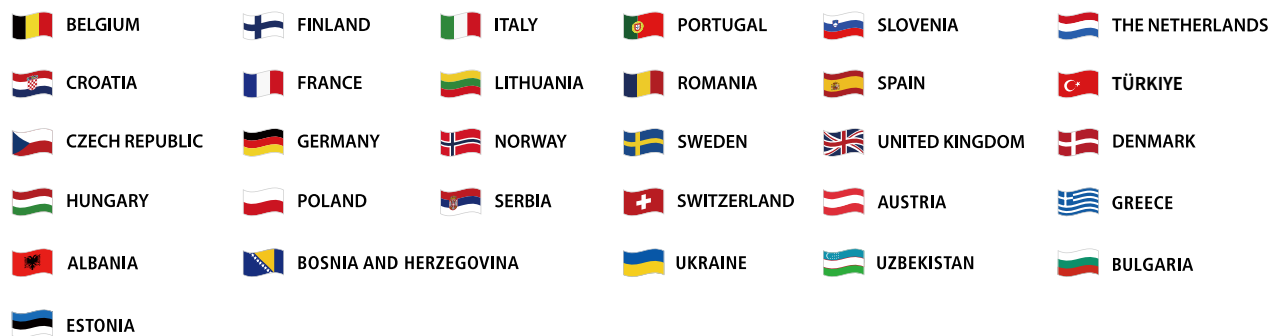 BELGIUM FINLAND ITALY PORTUGAL SLOVENIA THE NETHERLANDS
CROATIA FRANCE LITHUANIA ROMANIA SPAIN TÜRKIYE
CZECH REPUBLIC GERMANY NORWAY SWEDEN UNITED KINGDOM DENMARK
HUNGARY POLAND SERBIA SWITZERLAND AUSTRIA GREECE
ALBANIA BOSNIA AND HERZEGOVINA UKRAINE UZBEKISTAN BULGARIA
ESTONIA